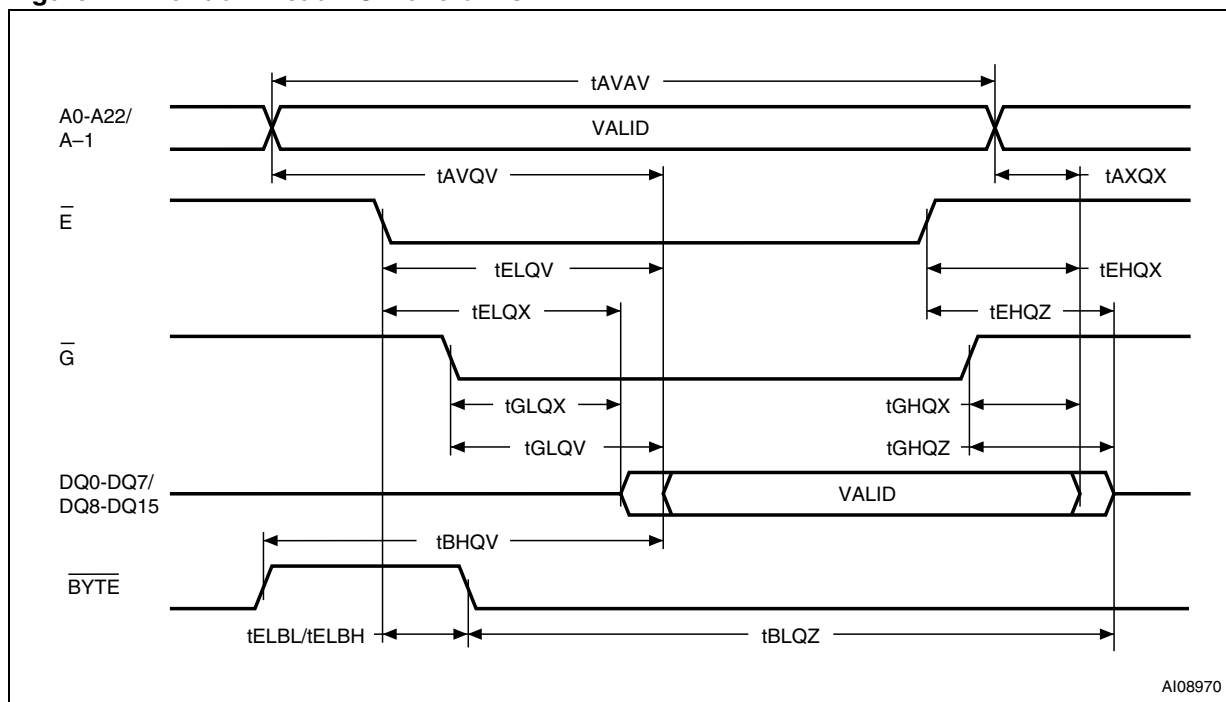 tAVAV
A0-A22/
A–1
VALID
tAVQV
tAXQX
E
tELQV
tEHQX
tELQX
tEHQZ
G
tGLQX
tGHQX
tGLQV
tGHQZ
DQ0-DQ7/
DQ8-DQ15
VALID
tBHQV
BYTE
tELBL/tELBH
tBLQZ
AI08970